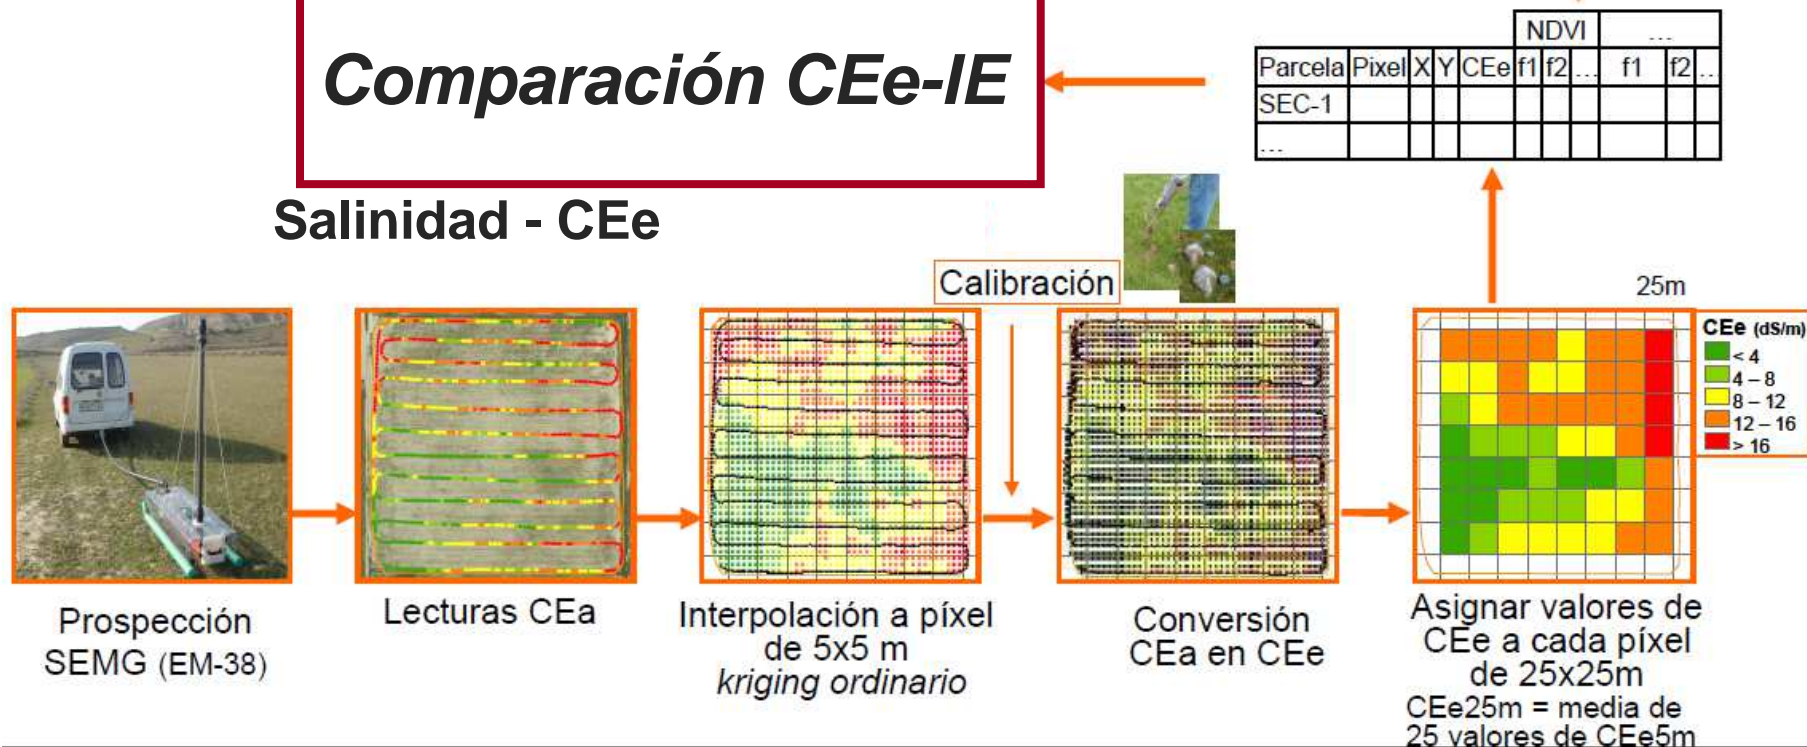 Comparación CEe-IE
NDVI ...
Parcela Pixel X Y CEe f1 f2 ... f1 f2 ...
SEC-1
...
Salinidad - CEe
Calibración
25m
CEe (dS/m)
< 4
4 – 8
8 – 12
12 – 16
> 16
Prospección
SEMG (EM-38)
Lecturas CEa
Interpolación a píxel
de 5x5 m
kriging ordinario
Conversión
CEa en CEe
Asignar valores de
CEe a cada píxel
de 25x25m
CEe25m = media de
25 valores de CEe5m